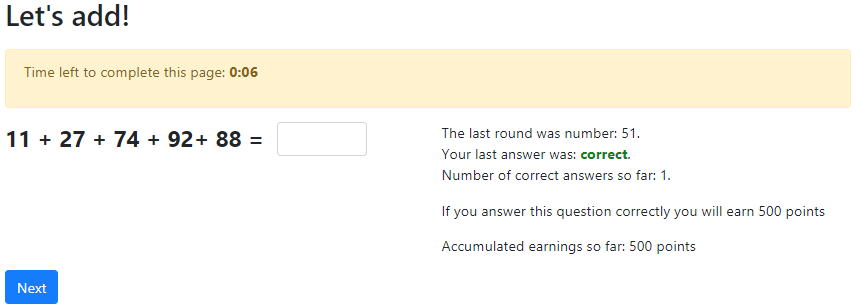 Let's add!
Time left to complete this page: 0:06
11 + 27 + 74 + 92+ 88 =
The last round was number: 51.
Your last answer was: correct.
Number of correct answers so far: 1.
If you answer this question correctly you will earn 500 points
Accumulated earnings so far: 500 points
Next